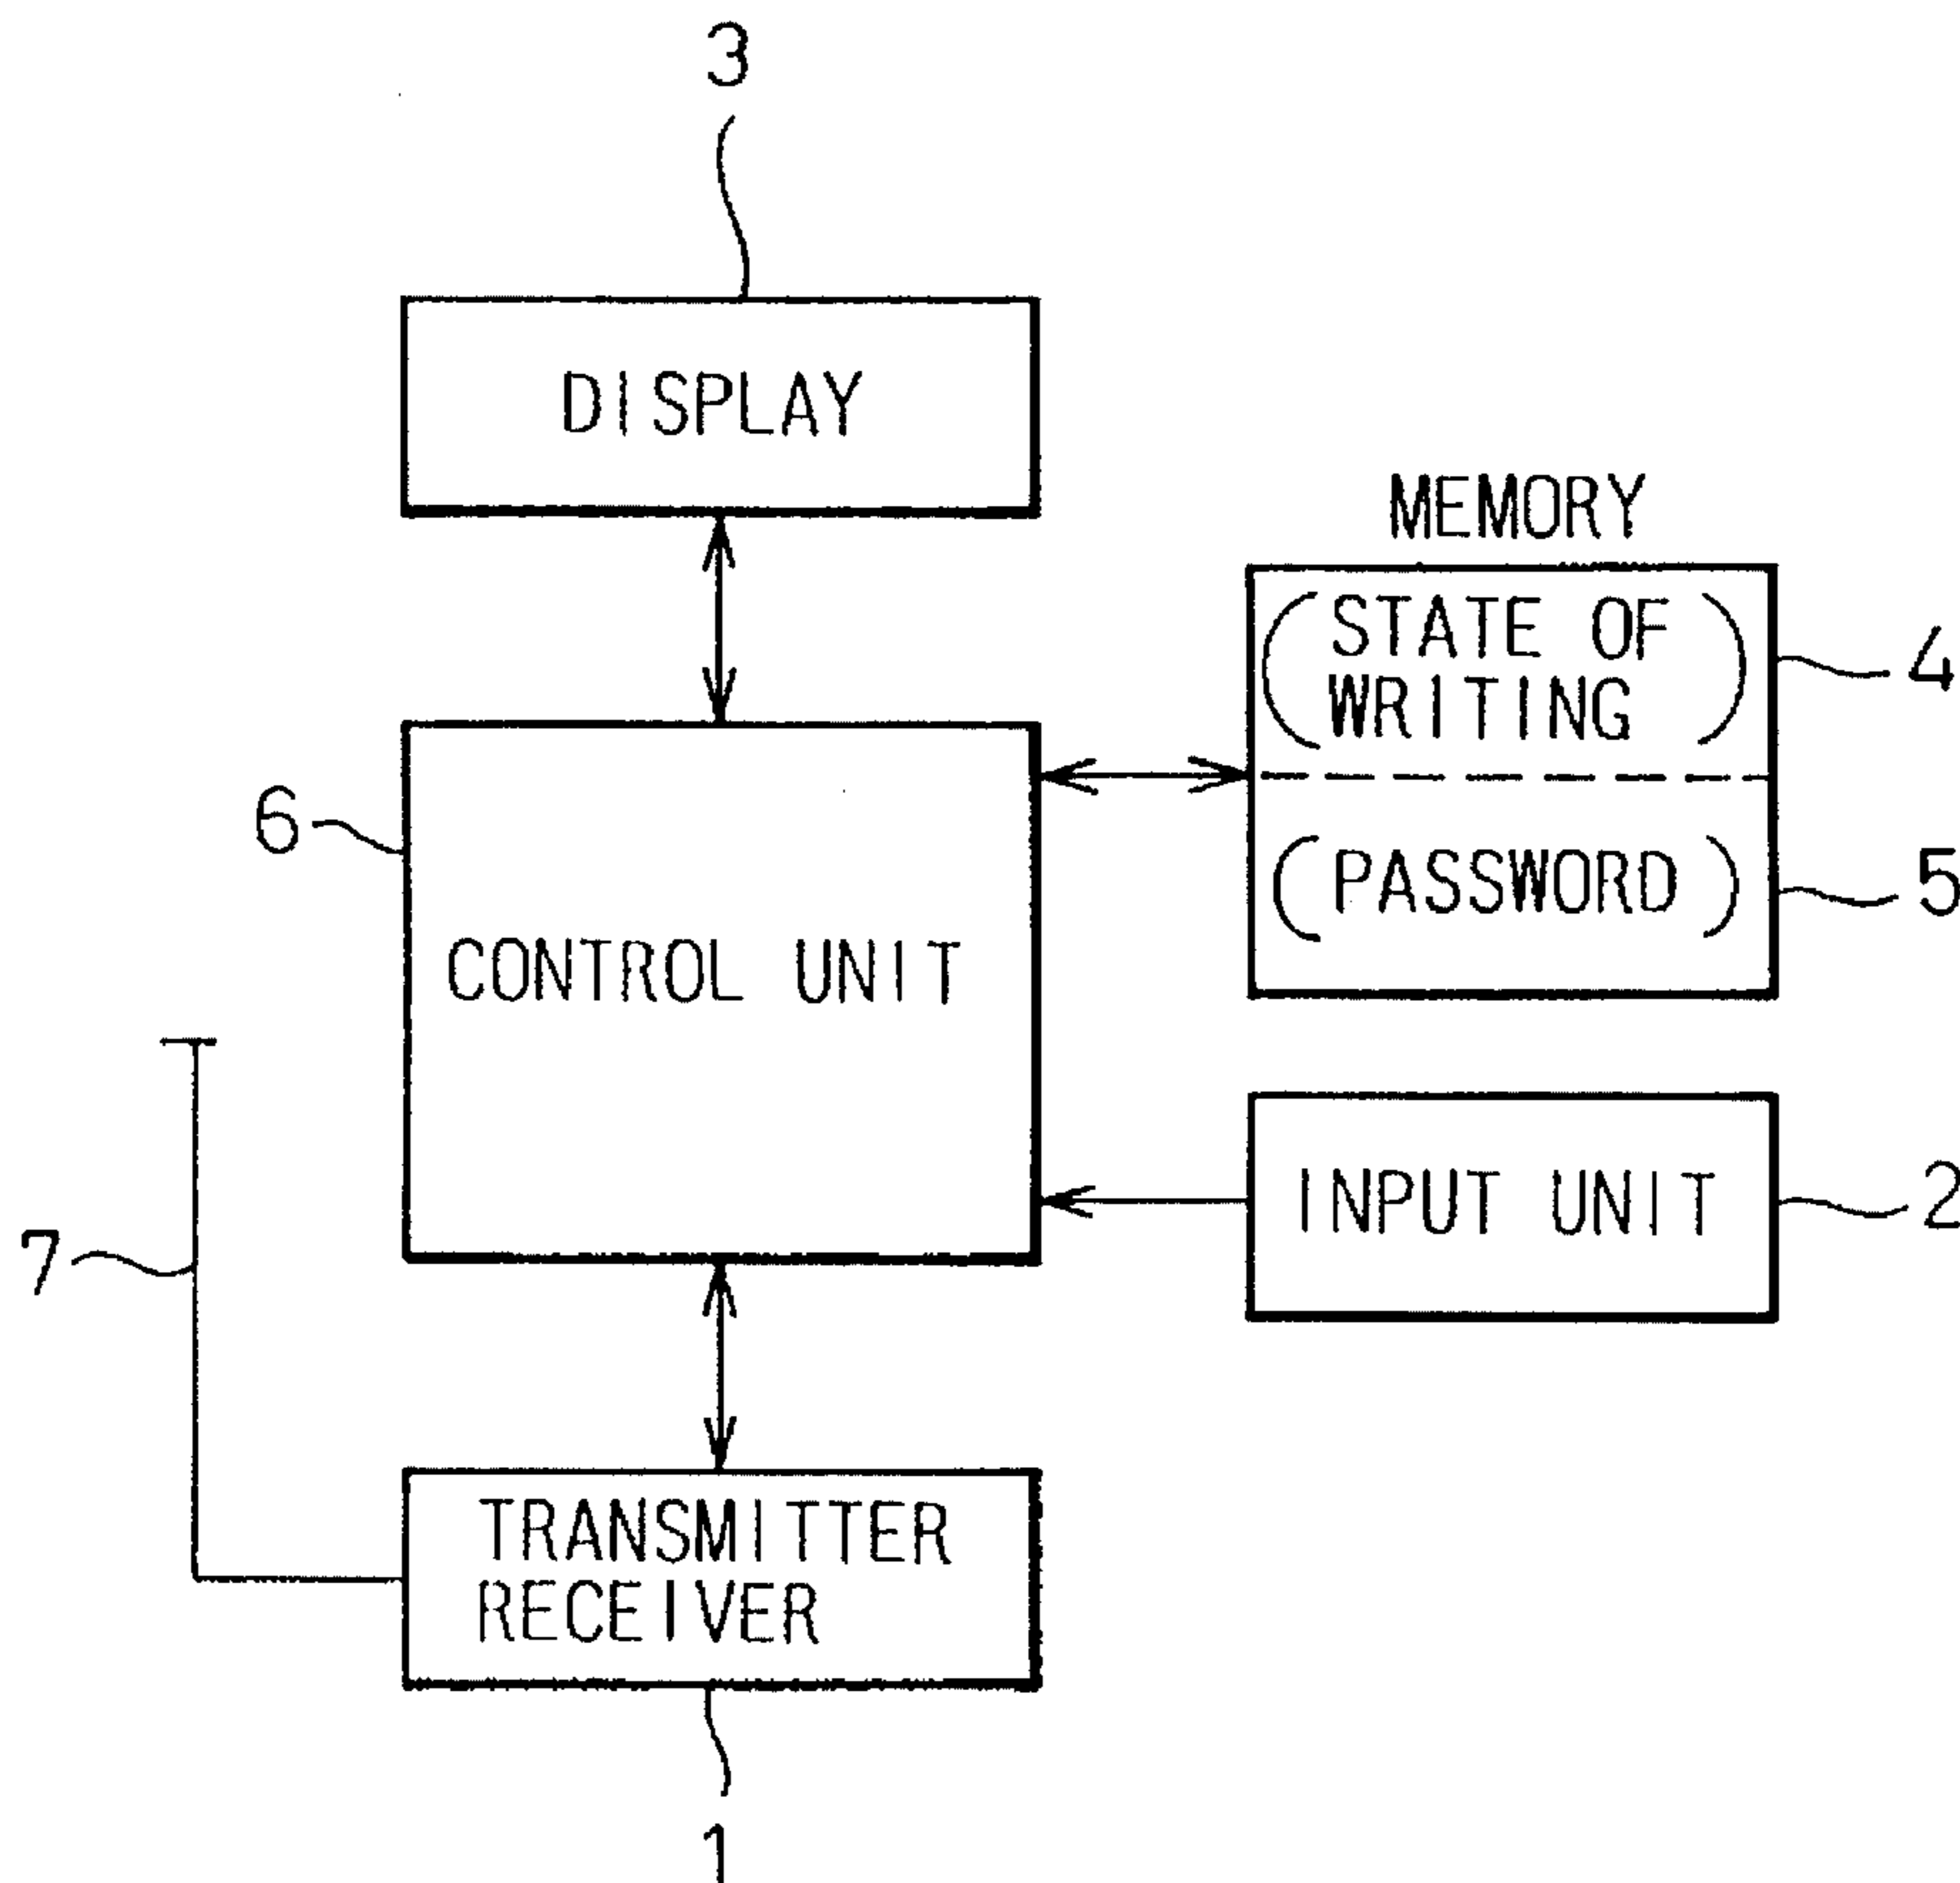 3
DISPLAY
MEMORY
(STATE OF
WRITING)
4
6
(PASSWORD)
5
CONTROL UNIT
INPUT UNIT
2
7
TRANSMITTER
RECEIVER
1